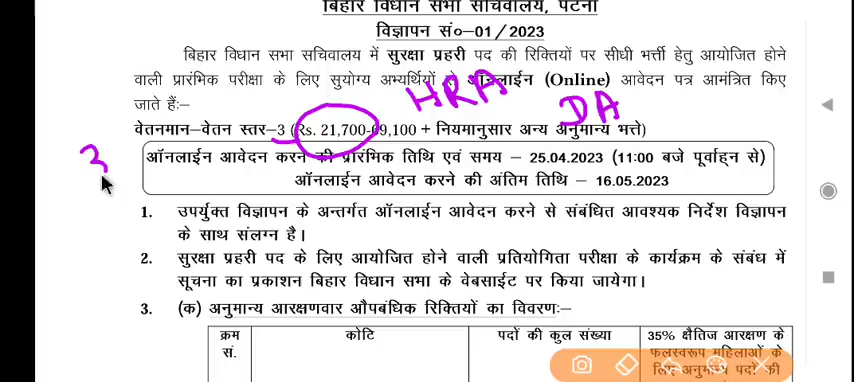 बिहार विधान सभा सचिवालय, पटना
विज्ञापन सं०-01/2023
बिहार विधान सभा सचिवालय में सुरक्षा प्रहरी पद की रिक्तियों पर सीधी भर्ती हेतु आयोजित होने
वाली प्रारंभिक परीक्षा के लिए सुयोग्य अभ्यर्थियों से ऑनलाईन (Online) आवेदन पत्र आमंत्रित किए
जाते हैं:–
HRA
DA
वेतनमान–वेतन स्तर–3 (Rs. 21,700-69,100 + नियमानुसार अन्य अनुमान्य भत्ते)
3
ऑनलाईन आवेदन करने की प्रारंभिक तिथि एवं समय – 25.04.2023 (11:00 बजे पूर्वाह्न से)
ऑनलाईन आवेदन करने की अंतिम तिथि – 16.05.2023
1. उपर्युक्त विज्ञापन के अन्तर्गत ऑनलाईन आवेदन करने से संबंधित आवश्यक निर्देश विज्ञापन
के साथ संलग्न है।
2. सुरक्षा प्रहरी पद के लिए आयोजित होने वाली प्रतियोगिता परीक्षा के कार्यक्रम के संबंध में
सूचना का प्रकाशन बिहार विधान सभा के वेबसाईट पर किया जायेगा।
3. (क) अनुमान्य आरक्षणवार औपबंधिक रिक्तियों का विवरण:–
क्रम सं. कोटि पदों की कुल संख्या 35% क्षैतिज आरक्षण के
फलस्वरूप महिलाओं के
लिए अनुमान्य पदों की